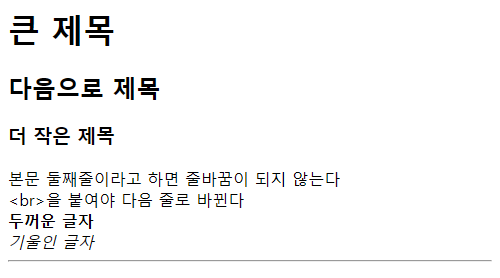 큰 제목
다음으로 제목
더 작은 제목
본문 둘째줄이라고 하면 줄바꿈이 되지 않는다
<br>을 붙여야 다음 줄로 바뀐다
두꺼운 글자
기울인 글자